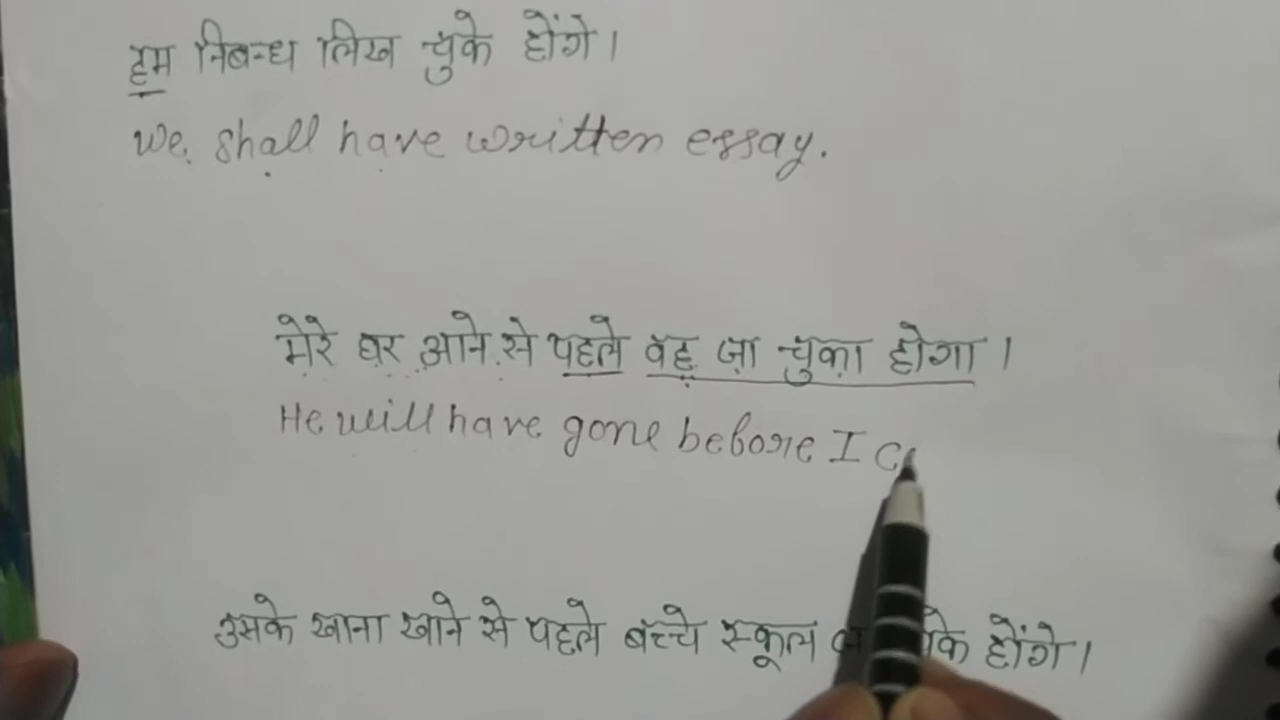 हम निबन्ध लिख चुके होंगे।
We shall have written essay.
मेरे घर आने से पहले वह जा चुका होगा।
He will have gone before I
उसके खाना खाने से पहले बच्चे स्कूल होंगे।